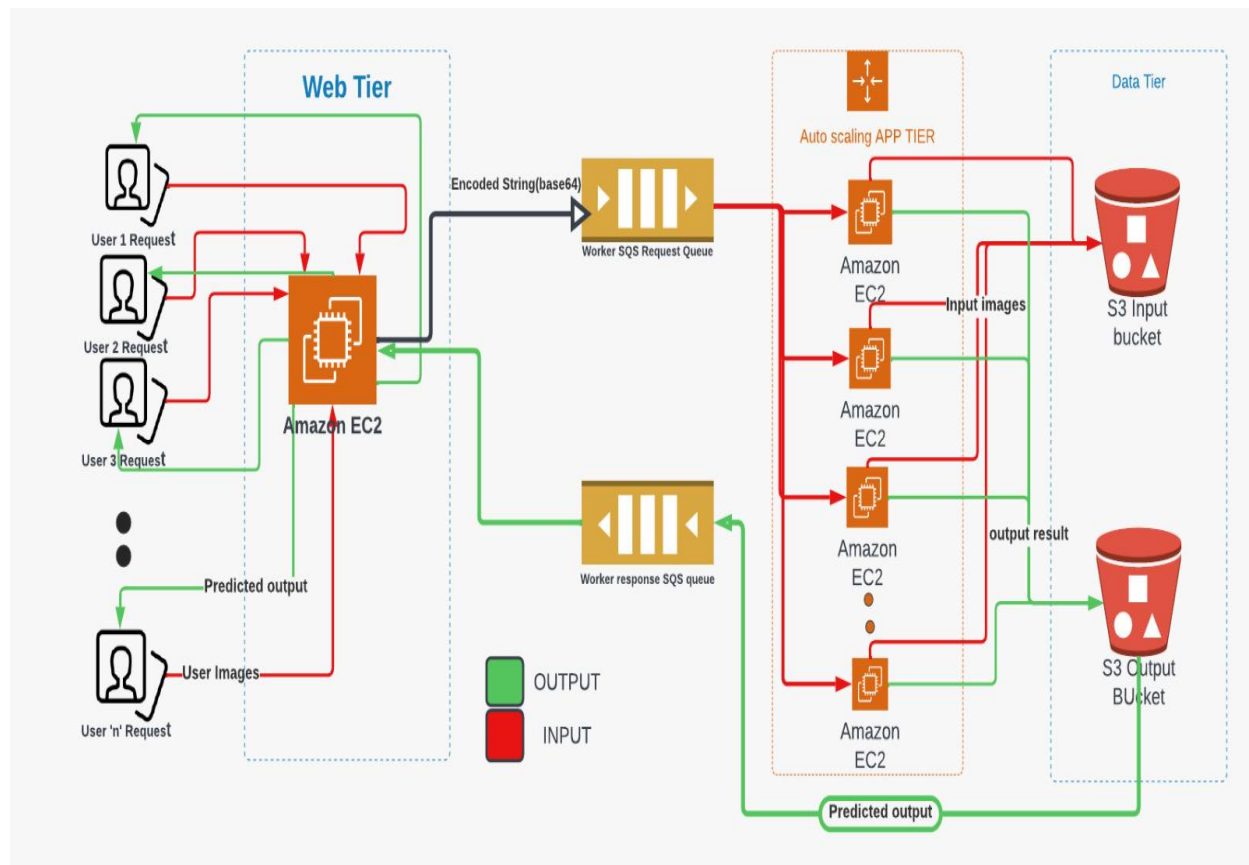 Web Tier
Data Tier
Auto scaling APP TIER
Encoded String(base64)
User 1 Request
Worker SQS Request Queue
Amazon
EC2
Input images
S3 Input
bucket
User 2 Request
Amazon EC2
Amazon
EC2
User 3 Request
Amazon
EC2
output result
Worker response SQS queue
Predicted output
User Images
User 'n' Request
OUTPUT
INPUT
S3 Output
BUcket
Amazon
EC2
Predicted output